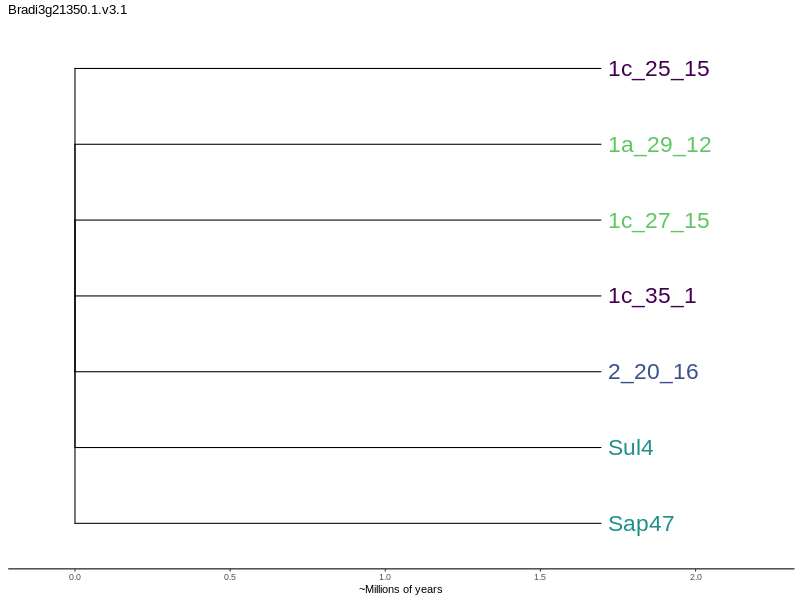 Bradi3g21350.1.v3.1
1c_25_15
1a_29_12
1c_27_15
1c_35_1
2_20_16
Sul4
Sap47
0.0 0.5 1.0 1.5 2.0
~Millions of years